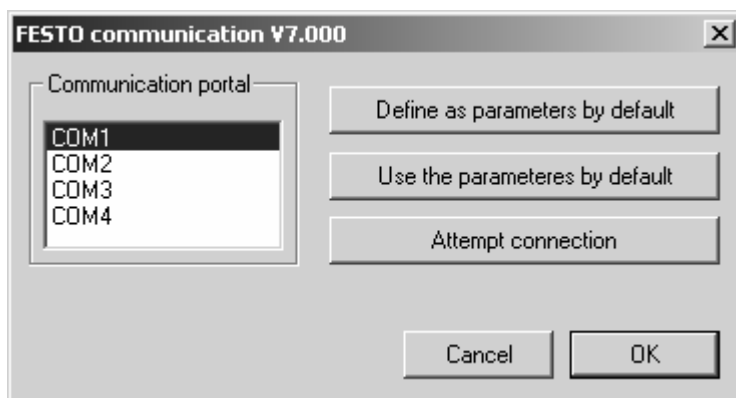 FESTO communication V7.000
Communication portal
COM1
COM2
COM3
COM4
Define as parameters by default
Use the parameteres by default
Attempt connection
Cancel
OK